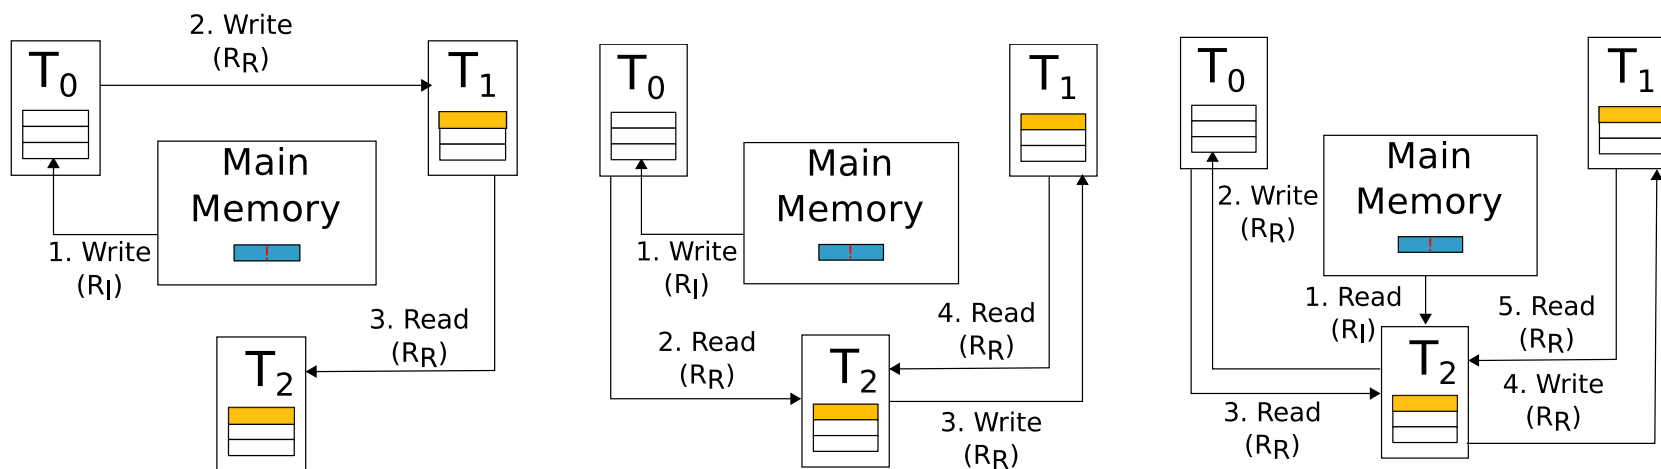 2. Write
(RR)
T0
T1
Main
Memory
!
1. Write
(RI)
3. Read
(RR)
T2
T0
T1
Main
Memory
!
1. Write
(RI)
4. Read
(RR)
2. Read
(RR)
T2
3. Write
(RR)
T0
T1
Main
Memory
!
2. Write
(RR)
1. Read
(RI)
5. Read
(RR)
T2
4. Write
(RR)
3. Read
(RR)